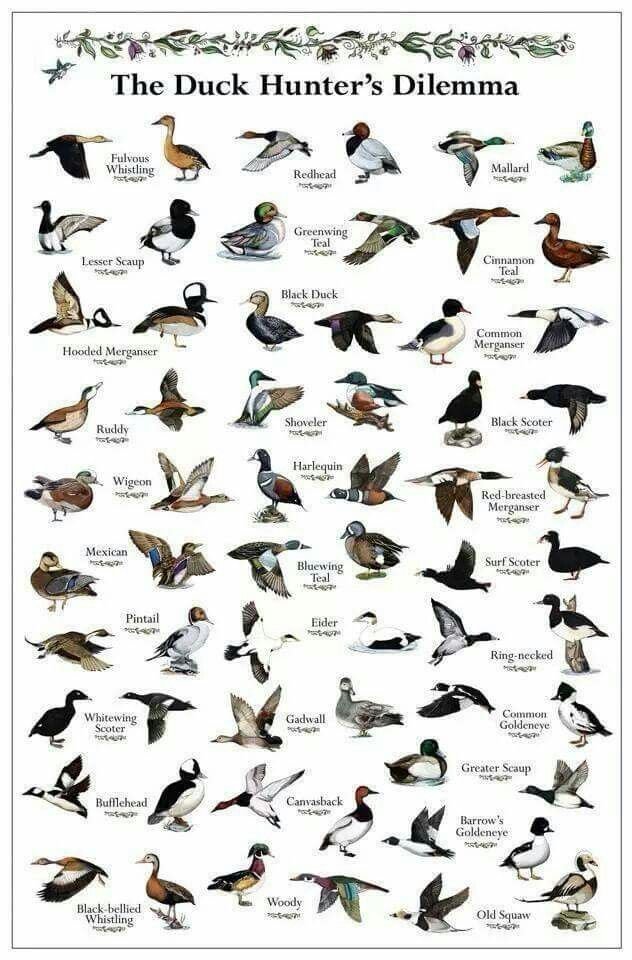 The Duck Hunter's Dilemma
Fulvous
Whistling
Redhead
Mallard
Lesser Scaup
Greenwing
Teal
Cinnamon
Teal
Hooded Merganser
Black Duck
Common
Merganser
Ruddy
Shoveler
Black Scoter
Wigeon
Harlequin
Red-breasted
Merganser
Mexican
Bluewing
Teal
Surf Scoter
Pintail
Eider
Ring-necked
Whitewing
Scoter
Gadwall
Common
Goldeneye
Greater Scaup
Bufflehead
Canvasback
Barrow's
Goldeneye
Black-bellied
Whistling
Woody
Old Squaw